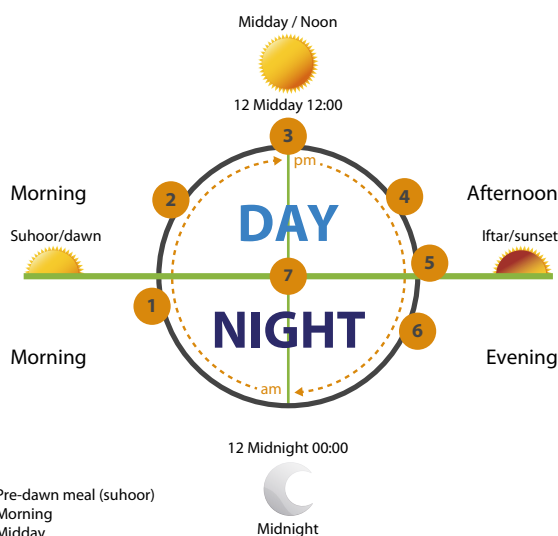 Midday / Noon
12 Midday 12:00
3
pm
2
4
Morning
Afternoon
DAY
Suhoor/dawn
Iftar/sunset
5
7
1
NIGHT
6
Morning
Evening
am
12 Midnight 00:00
Pre-dawn meal (suhoor)
Morning
Midday
Midnight